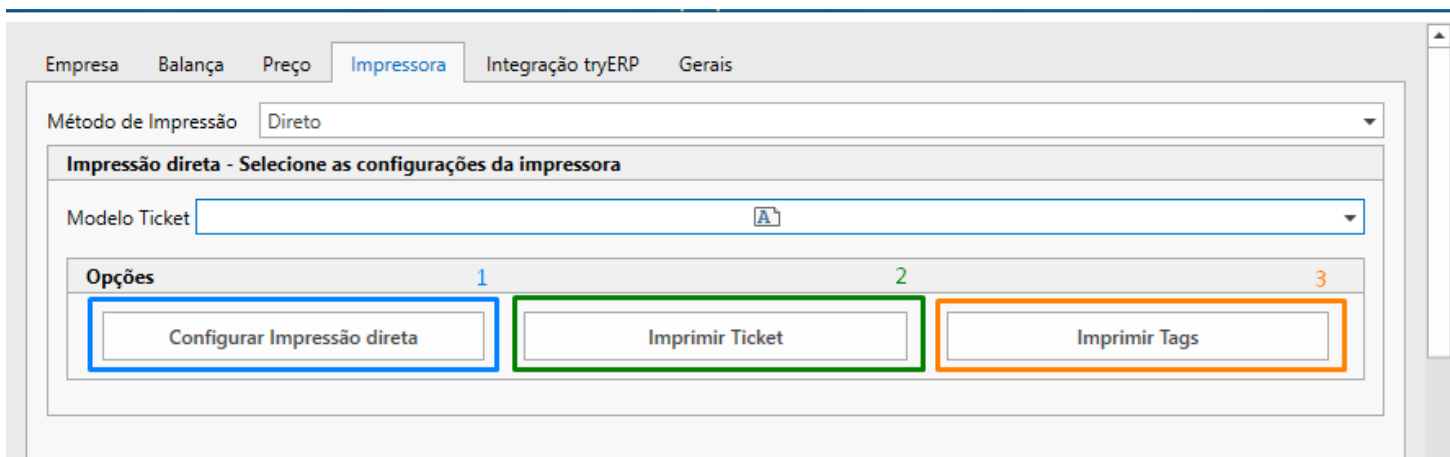 Empresa Balança Preço Impressora Integração tryERP Gerais
Método de Impressão Direto
Impressão direta - Selecione as configurações da impressora
Modelo Ticket A
Opções 1 2 3
Configurar Impressão direta Imprimir Ticket Imprimir Tags